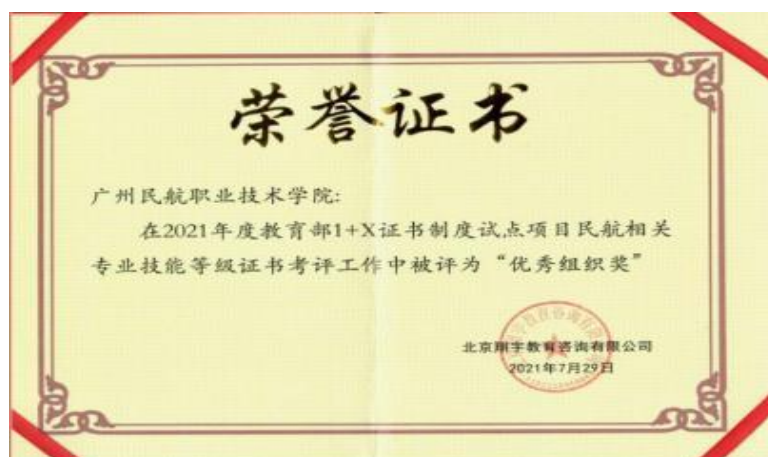 荣誉证书
广州民航职业技术学院:
在2021年度教育部1+X证书制度试点项目民航相关
专业技能等级证书考评工作中被评为“优秀组织奖”
北京翔宇教育咨询有限公司
2021年7月29日